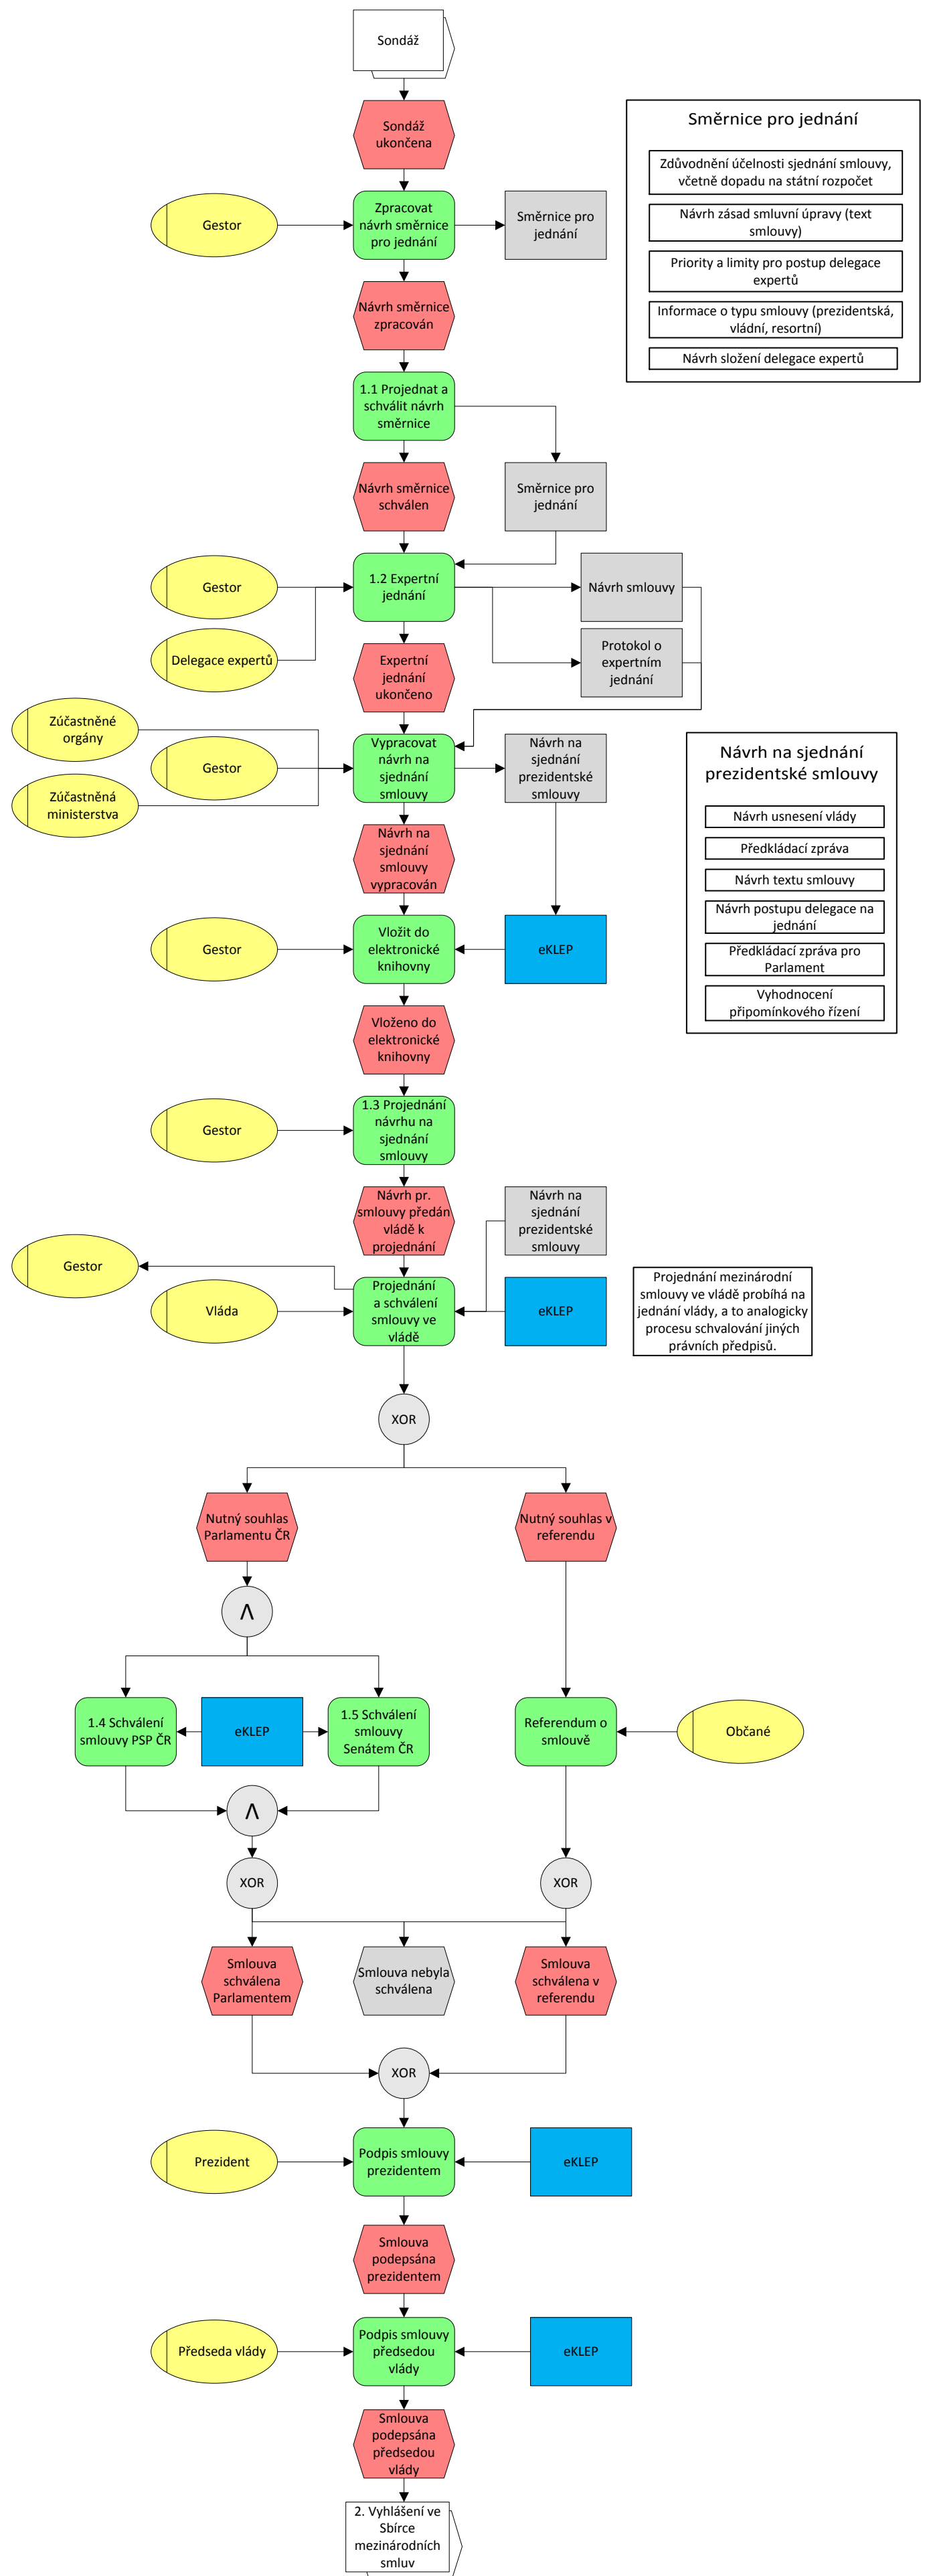 Sondáž
Sondáž
ukončena
Směrnice pro jednání
Zdůvodnění účelnosti sjednání smlouvy,
včetně dopadu na státní rozpočet
Návrh zásad smluvní úpravy (text
smlouvy)
Priority a limity pro postup delegace
expertů
Informace o typu smlouvy (prezidentská,
vládní, resortní)
Návrh složení delegace expertů
Gestor
Zpracovat
návrh směrnice
pro jednání
Směrnice pro
jednání
Návrh směrnice
zpracován
1.1 Projednat a
schválit návrh
směrnice
Návrh směrnice
schválen
Směrnice pro
jednání
Gestor
1.2 Expertní
jednání
Návrh smlouvy
Delegace expertů
Expertní
jednání
ukončeno
Protokol o
expertním
jednání
Zúčastněné
orgány
Gestor
Zúčastněná
ministerstva
Vypracovat
návrh na
sjednání
smlouvy
Návrh na
sjednání
prezidentské
smlouvy
Návrh na sjednání
prezidentské smlouvy
Návrh usnesení vlády
Předkládací zpráva
Návrh textu smlouvy
Návrh postupu delegace na
jednání
Předkládací zpráva pro
Parlament
Vyhodnocení
připomínkového řízení
Návrh na
sjednání
smlouvy
vypracován
Gestor
Vložit do
elektronické
knihovny
eKLEP
Vloženo do
elektronické
knihovny
Gestor
1.3 Projednání
návrhu na
sjednání
smlouvy
Návrh pr.
smlouvy předán
vládě k
projednání
Návrh na
sjednání
prezidentské
smlouvy
Gestor
Vláda
Projednání
a schválení
smlouvy ve
vládě
eKLEP
Projednání mezinárodní
smlouvy ve vládě probíhá na
jednání vlády, a to analogicky
procesu schvalování jiných
právních předpisů.
XOR
Nutný souhlas
Parlamentu ČR
Nutný souhlas v
referendu
Λ
1.4 Schválení
smlouvy PSP ČR
eKLEP
1.5 Schválení
smlouvy
Senátem ČR
Referendum o
smlouvě
Občané
Λ
XOR
XOR
Smlouva
schválena
Parlamentem
Smlouva nebyla
schválena
Smlouva
schválena v
referendu
XOR
Prezident
Podpis smlouvy
prezidentem
eKLEP
Smlouva
podepsána
prezidentem
Předseda vlády
Podpis smlouvy
předsedou
vlády
eKLEP
Smlouva
podepsána
předsedou
vlády
2. Vyhlášení ve
Sbírce
mezinárodních
smluv